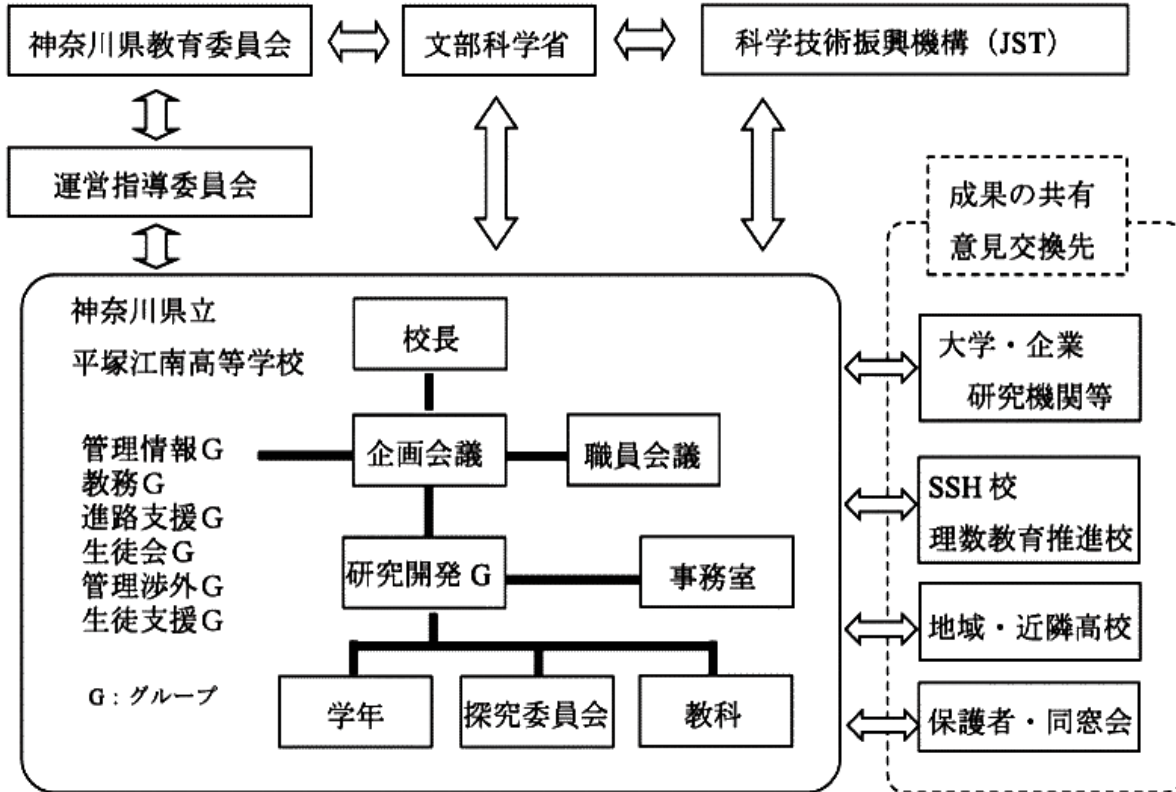 神奈川県教育委員会
文部科学省
科学技術振興機構（JST）
運営指導委員会
成果の共有
意見交換先
神奈川県立
平塚江南高等学校
校長
企画会議
職員会議
管理情報G
教務G
進路支援G
生徒会G
管理渉外G
生徒支援G
研究開発 G
事務室
G：グループ
学年
探究委員会
教科
大学・企業
研究機関等
SSH 校
理数教育推進校
地域・近隣高校
保護者・同窓会